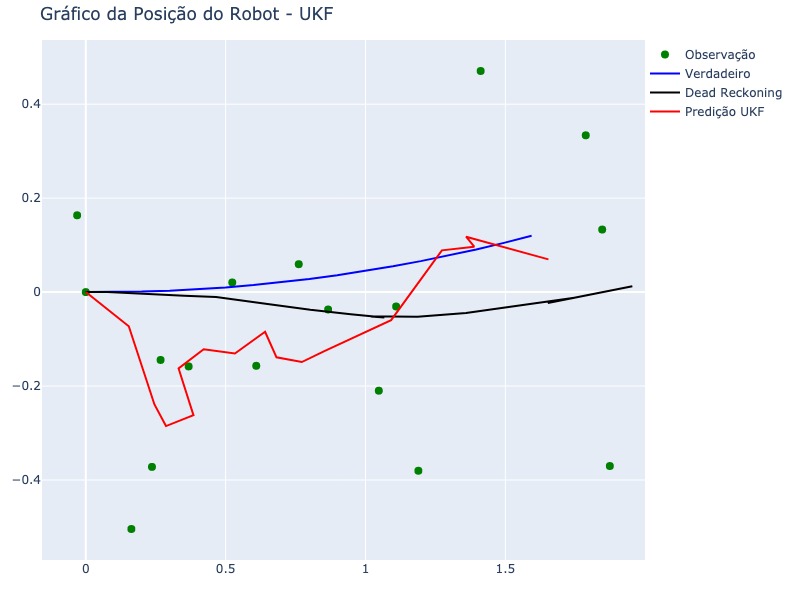 Gráfico da Posição do Robot - UKF
Observação
Verdadeiro
Dead Reckoning
Predição UKF
0.4
0.2
0
−0.2
−0.4
0
0.5
1
1.5